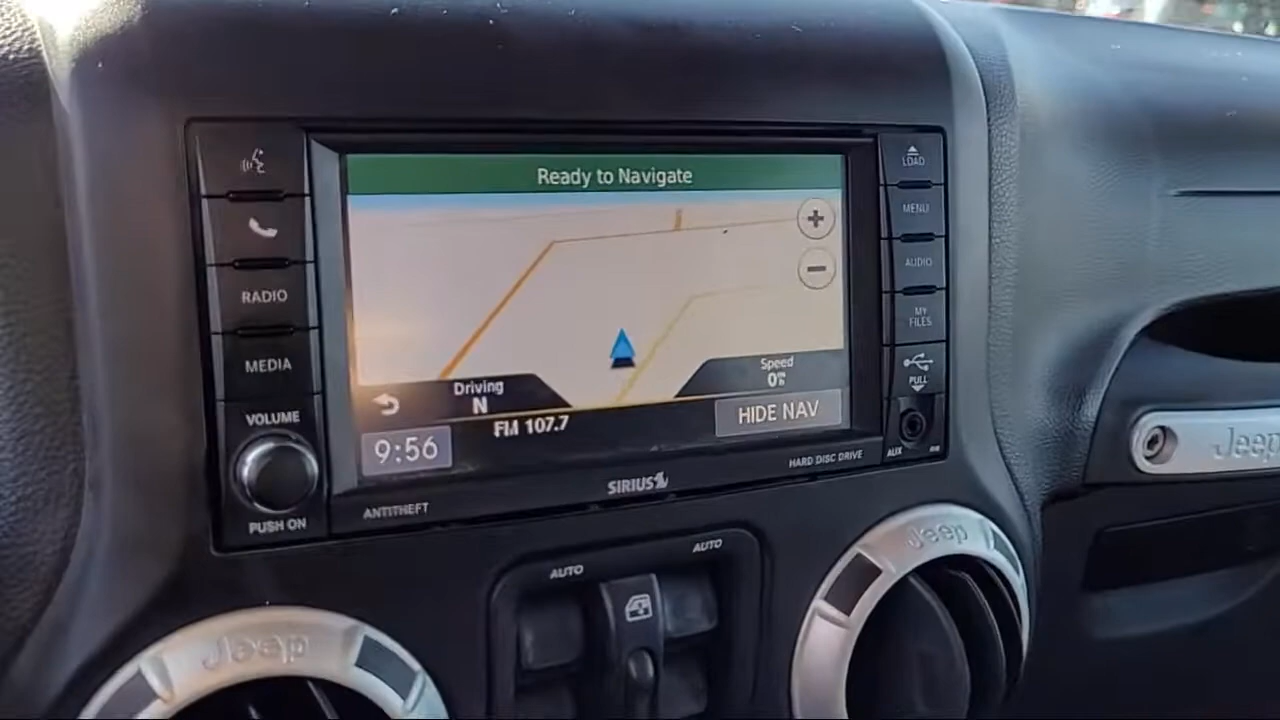 Ready to Navigate
LOAD
MENU
AUDIO
MY
FILES
PULL
AUX
RADIO
MEDIA
VOLUME
PUSH ON
Driving
N
Speed
0
9:56
FM 107.7
HIDE NAV
SIRIUS
HARD DISC DRIVE
ANTITHEFT
AUTO
AUTO
Jeep
Jeep
Jeep